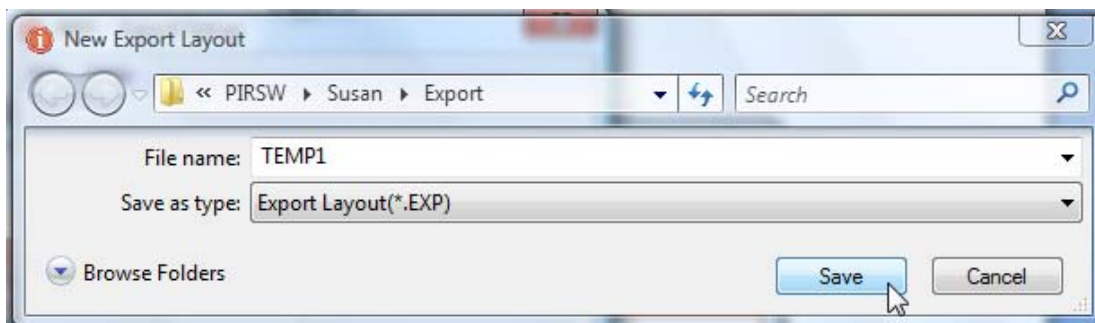 New Export Layout
« PIRSW ▸ Susan ▸ Export Search
File name: TEMP1
Save as type: Export Layout(*.EXP)
Browse Folders Save Cancel